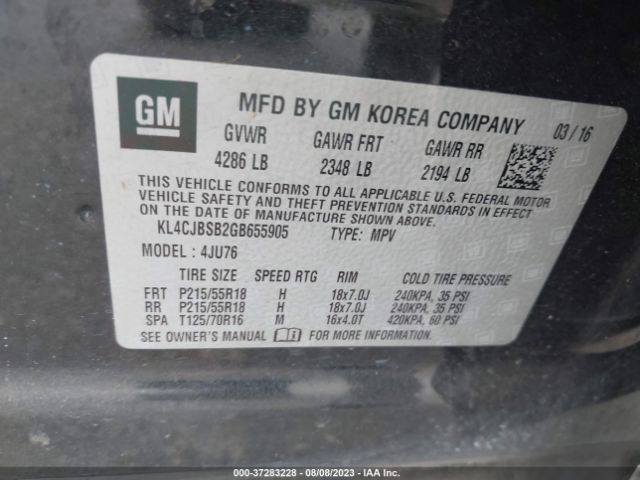 GM
MFD BY GM KOREA COMPANY 03/16
GVWR GAWR FRT GAWR RR
4286 LB 2348 LB 2194 LB
THIS VEHICLE CONFORMS TO ALL APPLICABLE U.S. FEDERAL MOTOR
VEHICLE SAFETY AND THEFT PREVENTION STANDARDS IN EFFECT
ON THE DATE OF MANUFACTURE SHOWN ABOVE.
KL4CJBSB2GB655905 TYPE: MPV
MODEL: 4JU76
TIRE SIZE SPEED RTG RIM COLD TIRE PRESSURE
FRT P215/55R18 H 18x7.0J 240KPA, 35 PSI
RR P215/55R18 H 18x7.0J 240KPA, 35 PSI
SPA T125/70R16 M 16x4.0T 420KPA, 60 PSI
SEE OWNER'S MANUAL FOR MORE INFORMATION.
000-37283228 - 08/08/2023 - IAA Inc.